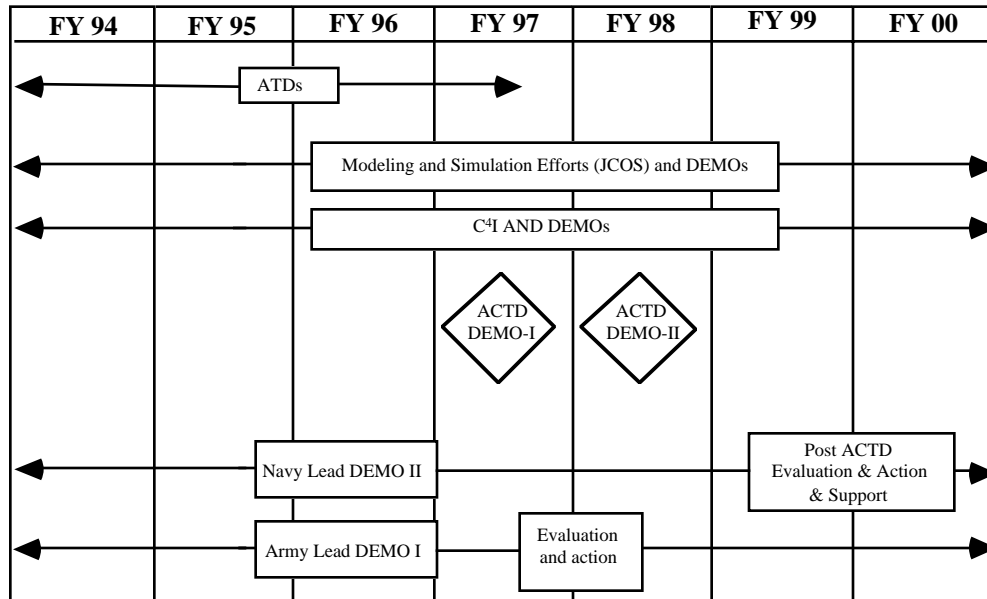 FY 94 FY 95 FY 96 FY 97 FY 98 FY 99 FY 00
ATDs
Modeling and Simulation Efforts (JCOS) and DEMOs
C⁴I AND DEMOs
ACTD
DEMO-I
ACTD
DEMO-II
Navy Lead DEMO II
Post ACTD
Evaluation & Action
& Support
Army Lead DEMO I
Evaluation
and action